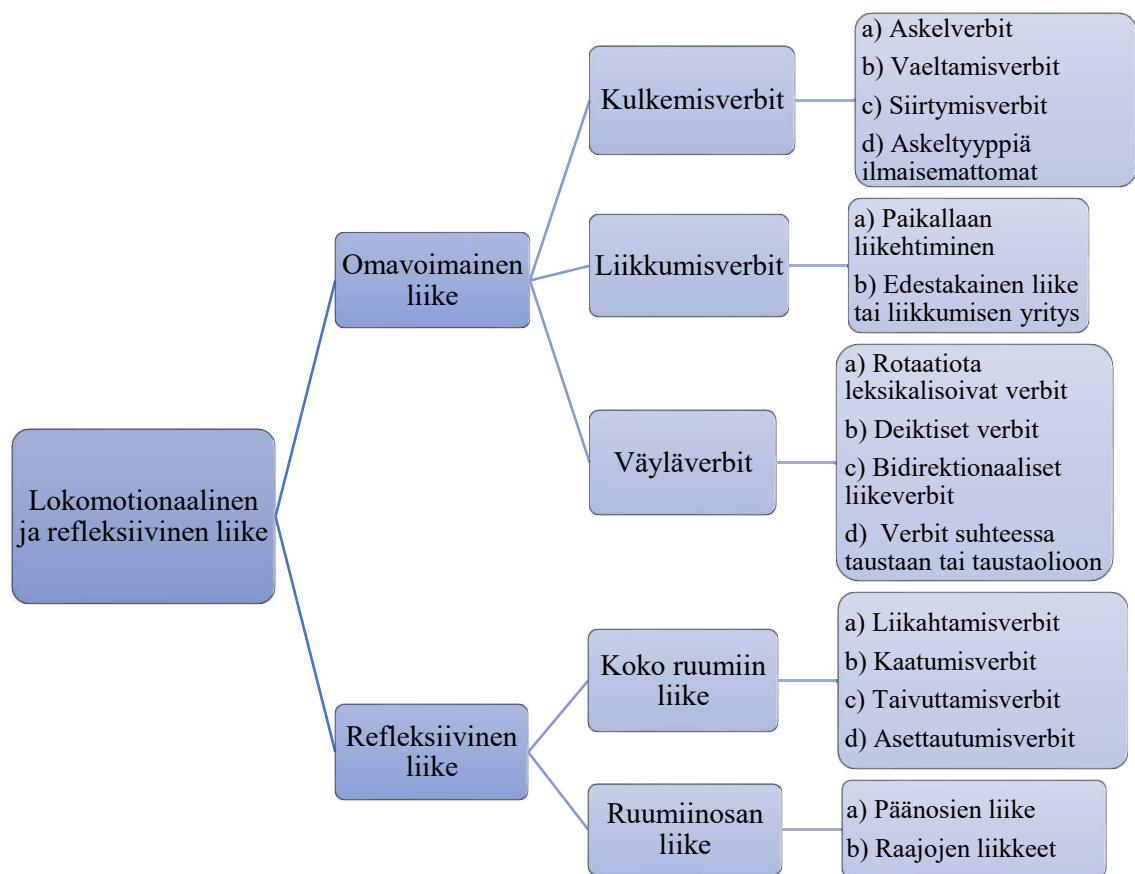 Lokomotionaalinen
ja refleksiivinen liike
Omavoimainen
liike
Kulkemisverbit
a) Askelverbit
b) Vaeltamisverbit
c) Siirtymisverbit
d) Askeltyyppiä
ilmaisemattomat
Liikkumisverbit
a) Paikallaan
liikehtiminen
b) Edestakainen liike
tai liikkumisen yritys
Väyläverbit
a) Rotaatiota
leksikalisoivat verbit
b) Deiktiset verbit
c) Bidirektionaaliset
liikeverbit
d) Verbit suhteessa
taustaan tai taustaolioon
Refleksiivinen
liike
Koko ruumiin
liike
a) Liikahtamisverbit
b) Kaatumisverbit
c) Taivuttamisverbit
d) Asettautumisverbit
Ruumiinosan
liike
a) Päänosien liike
b) Raajojen liikkeet